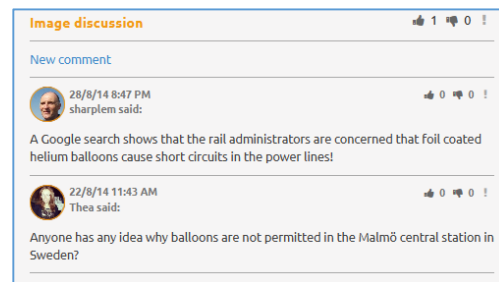 Image discussion 1 0 !
New comment
28/8/14 8:47 PM 0 0 !
sharplem said:
A Google search shows that the rail administrators are concerned that foil coated
helium balloons cause short circuits in the power lines!
22/8/14 11:43 AM 0 0 !
Thea said:
Anyone has any idea why balloons are not permitted in the Malmö central station in
Sweden?